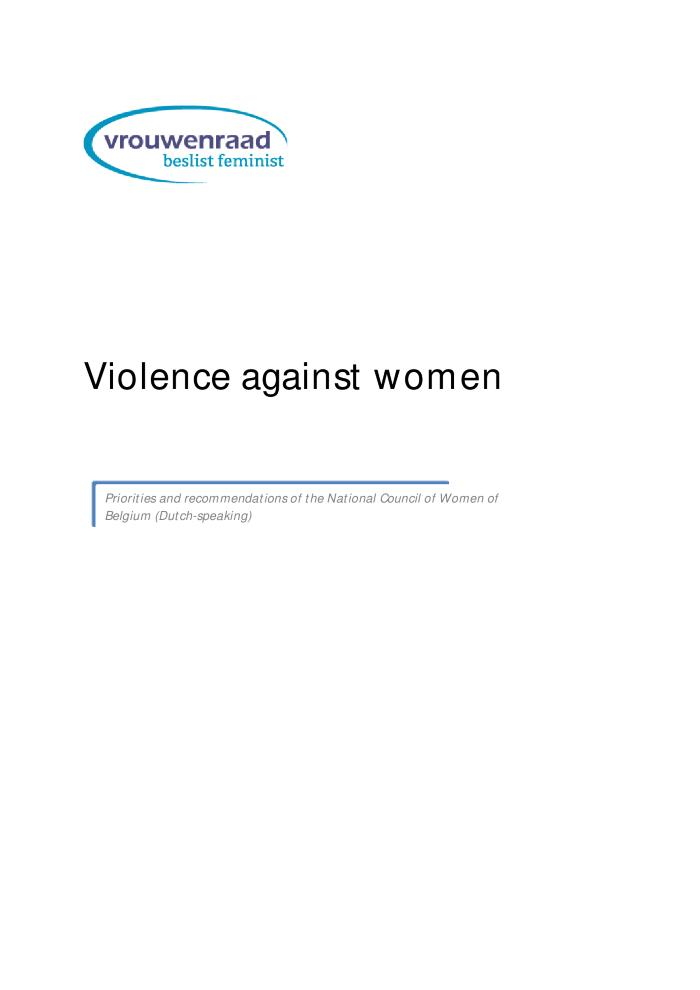 vrouwenraad
beslist feminist
Violence against women
Priorities and recommendations of the National Council of Women of
Belgium (Dutch-speaking)